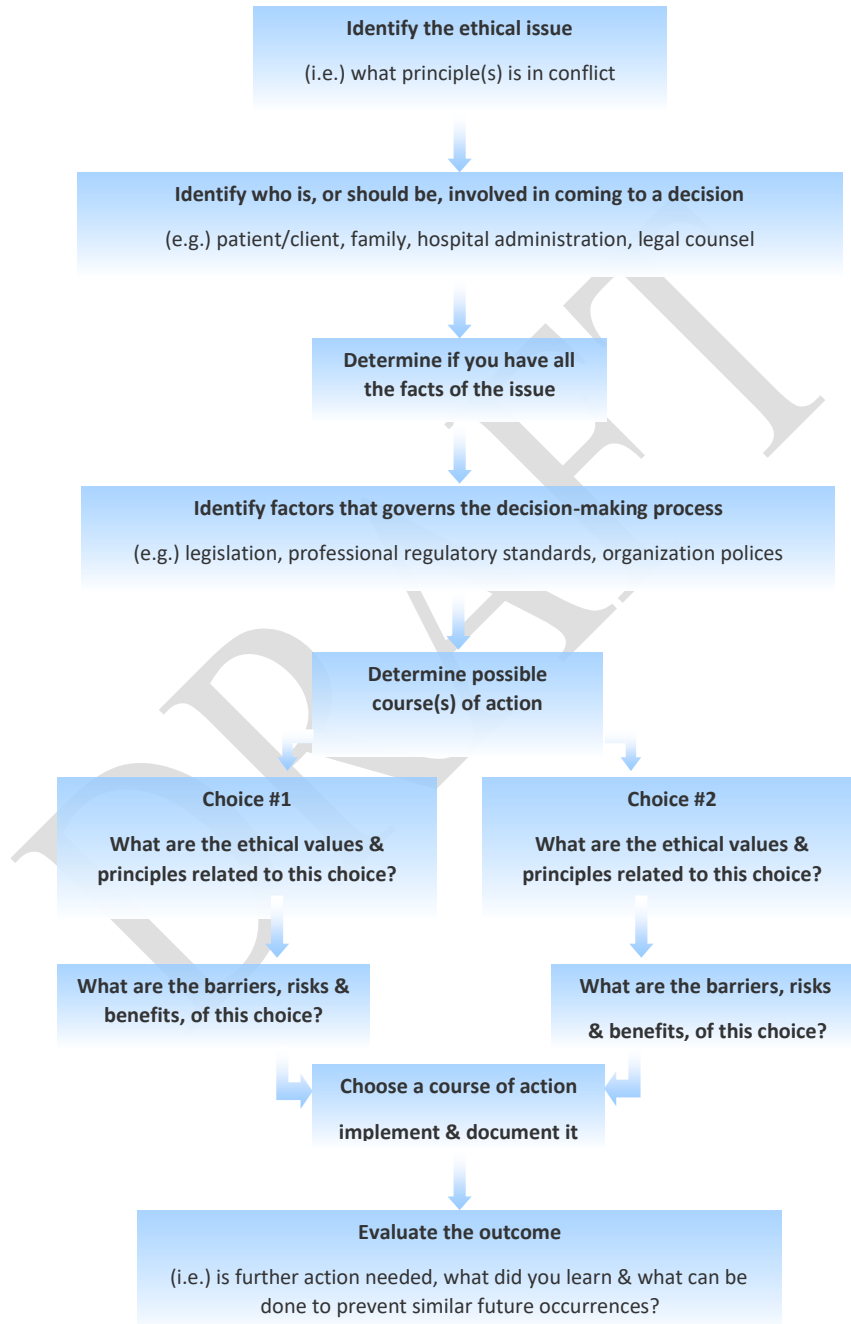 Identify the ethical issue
(i.e.) what principle(s) is in conflict
Identify who is, or should be, involved in coming to a decision
(e.g.) patient/client, family, hospital administration, legal counsel
Determine if you have all
the facts of the issue
Identify factors that governs the decision-making process
(e.g.) legislation, professional regulatory standards, organization polices
Determine possible
course(s) of action
Choice #1
What are the ethical values &
principles related to this choice?
Choice #2
What are the ethical values &
principles related to this choice?
What are the barriers, risks &
benefits, of this choice?
What are the barriers, risks
& benefits, of this choice?
Choose a course of action
implement & document it
Evaluate the outcome
(i.e.) is further action needed, what did you learn & what can be
done to prevent similar future occurrences?
DRAFT